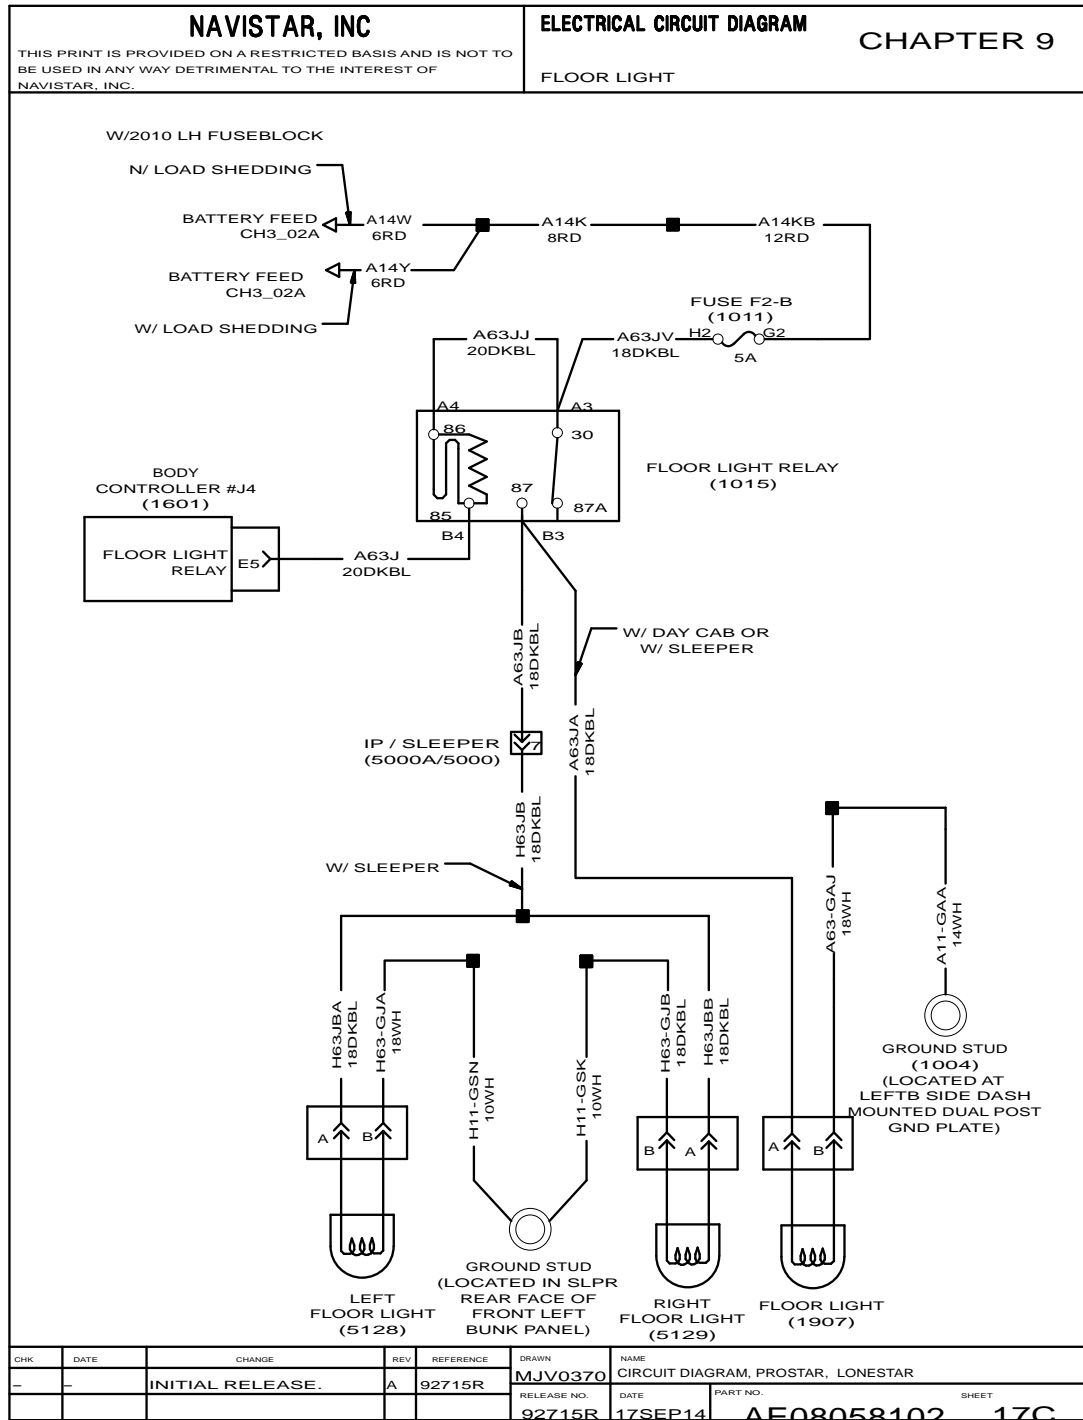 NAVISTAR, INC
THIS PRINT IS PROVIDED ON A RESTRICTED BASIS AND IS NOT TO
BE USED IN ANY WAY DETRIMENTAL TO THE INTEREST OF
NAVISTAR, INC.
ELECTRICAL CIRCUIT DIAGRAM
FLOOR LIGHT
CHAPTER 9
W/2010 LH FUSEBLOCK
N/ LOAD SHEDDING
BATTERY FEED
CH3_02A
A14W
6RD
A14K
8RD
A14KB
12RD
BATTERY FEED
CH3_02A
A14Y
6RD
W/ LOAD SHEDDING
FUSE F2-B
(1011)
H2
G2
5A
A63JJ
20DKBL
A63JV
18DKBL
A4
A3
86
30
87
87A
85
B4
B3
FLOOR LIGHT RELAY
(1015)
BODY
CONTROLLER #J4
(1601)
FLOOR LIGHT
RELAY
E5
A63J
20DKBL
W/ DAY CAB OR
W/ SLEEPER
A63JB
18DKBL
A63JA
18DKBL
IP / SLEEPER
(5000A/5000)
7
H63JB
18DKBL
W/ SLEEPER
A63-GAJ
18WH
A11-GAA
14WH
H63JBA
18DKBL
H63-GJA
18WH
H11-GSN
10WH
H11-GSK
10WH
H63-GJB
18DKBL
H63JBB
18DKBL
GROUND STUD
(1004)
(LOCATED AT
LEFTB SIDE DASH
MOUNTED DUAL POST
GND PLATE)
A
B
B
A
A
B
GROUND STUD
(LOCATED IN SLPR
REAR FACE OF
FRONT LEFT
BUNK PANEL)
LEFT
FLOOR LIGHT
(5128)
RIGHT
FLOOR LIGHT
(5129)
FLOOR LIGHT
(1907)
CHK
DATE
CHANGE
REV
REFERENCE
– – INITIAL RELEASE. A 92715R
DRAWN
MJV0370
NAME
CIRCUIT DIAGRAM, PROSTAR, LONESTAR
RELEASE NO.
92715R
DATE
17SEP14
PART NO.
AE08058102
SHEET
17C